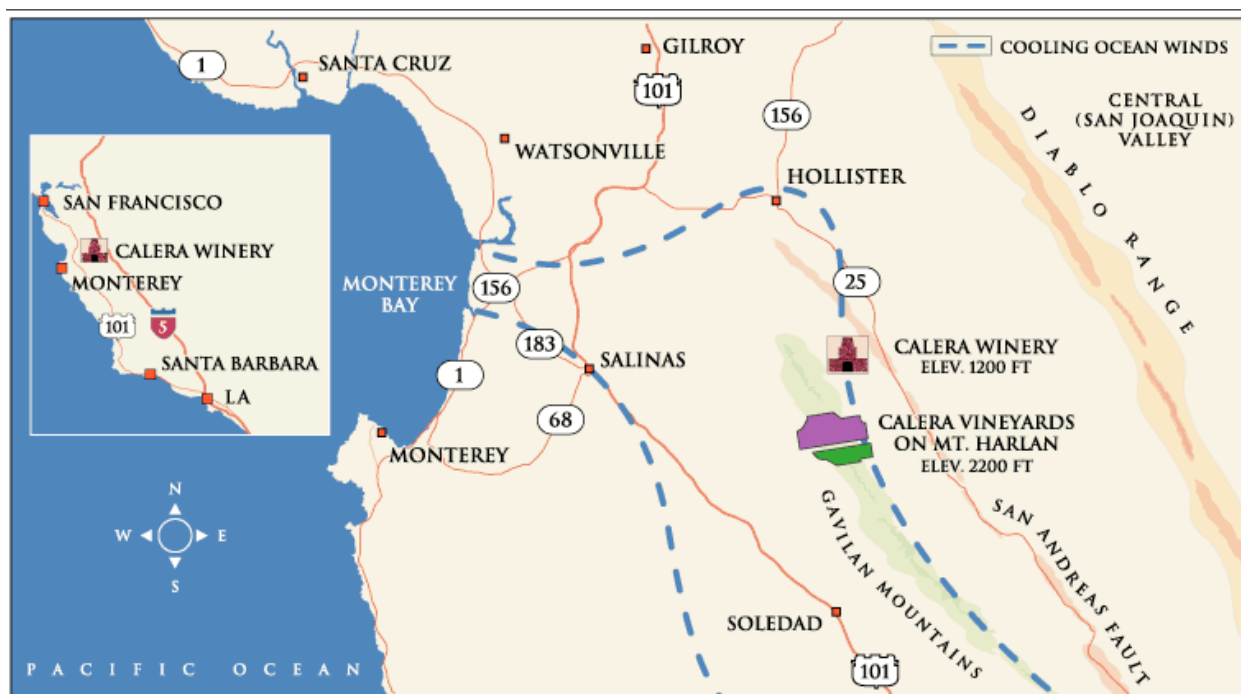 1
SANTA CRUZ
GILROY
101
COOLING OCEAN WINDS
CENTRAL
(SAN JOAQUIN)
VALLEY
156
WATSONVILLE
HOLLISTER
DIABLO RANGE
SAN FRANCISCO
CALERA WINERY
MONTEREY
101
5
SANTA BARBARA
LA
MONTEREY
BAY
156
25
183
SALINAS
CALERA WINERY
ELEV. 1200 FT
1
68
CALERA VINEYARDS
ON MT. HARLAN
ELEV. 2200 FT
MONTEREY
N
W
E
S
GAVILAN MOUNTAINS
SAN ANDREAS FAULT
SOLEDAD
101
PACIFIC OCEAN